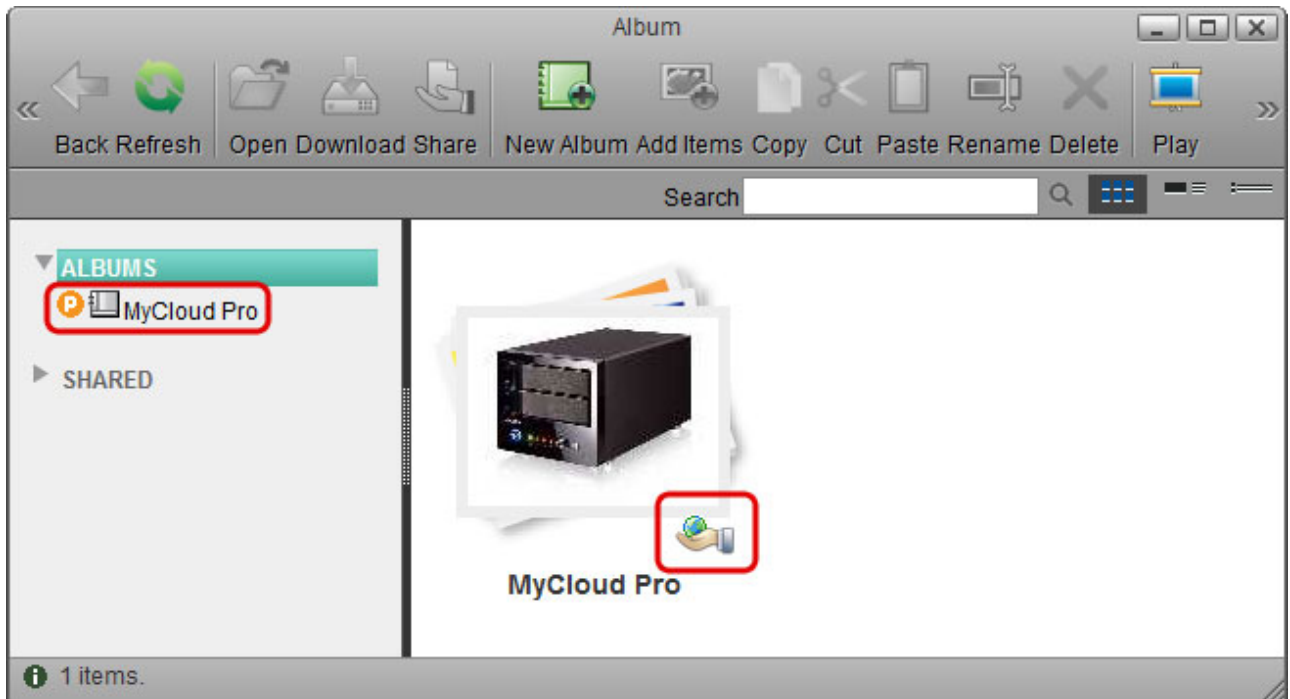 Album
Back Refresh Open Download Share New Album Add Items Copy Cut Paste Rename Delete Play
Search
ALBUMS
P MyCloud Pro
SHARED
MyCloud Pro
1 items.